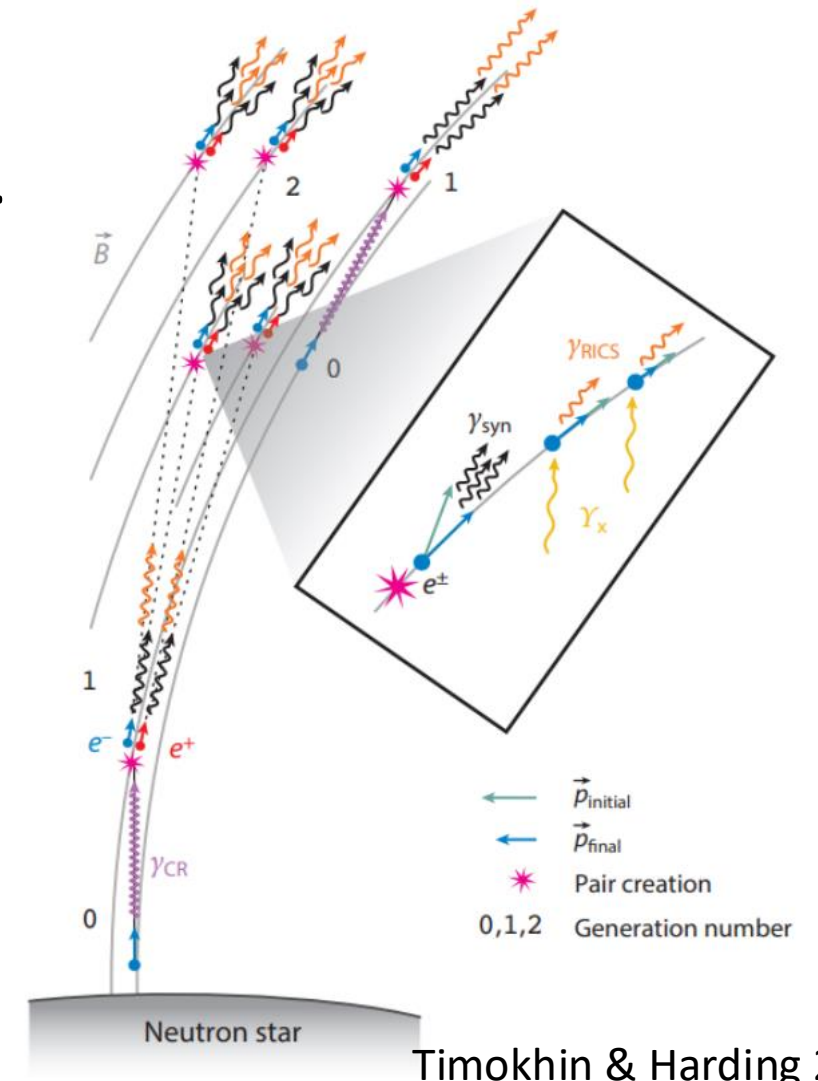 2
1
B
0
γRICS
γsyn
γx
e±
1
e− e+
γCR
0
p initial
p final
Pair creation
0,1,2 Generation number
Neutron star
Timokhin & Harding